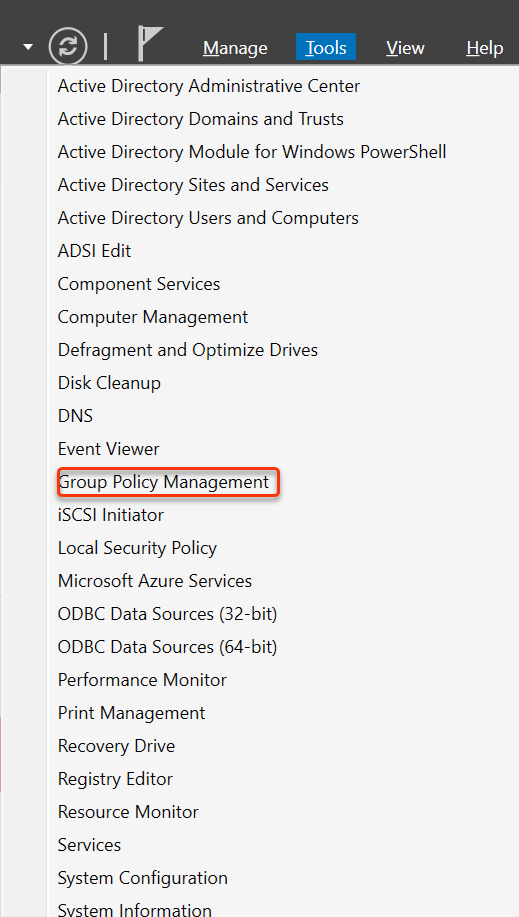 Manage Tools View Help
Active Directory Administrative Center
Active Directory Domains and Trusts
Active Directory Module for Windows PowerShell
Active Directory Sites and Services
Active Directory Users and Computers
ADSI Edit
Component Services
Computer Management
Defragment and Optimize Drives
Disk Cleanup
DNS
Event Viewer
Group Policy Management
iSCSI Initiator
Local Security Policy
Microsoft Azure Services
ODBC Data Sources (32-bit)
ODBC Data Sources (64-bit)
Performance Monitor
Print Management
Recovery Drive
Registry Editor
Resource Monitor
Services
System Configuration
System Information